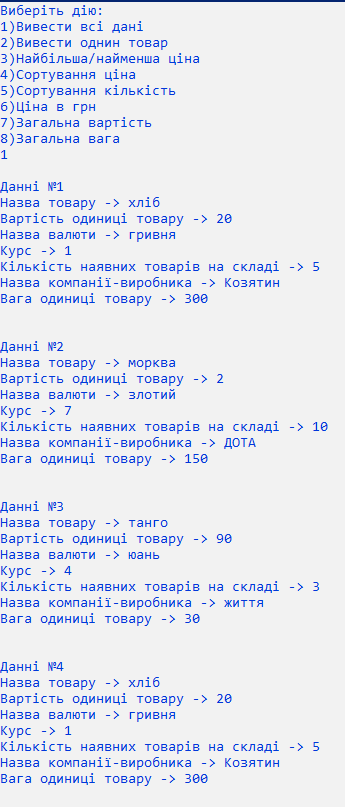 Виберіть дію:
1)Вивести всі дані
2)Вивести однин товар
3)Найбільша/найменша ціна
4)Сортування ціна
5)Сортування кількість
6)Ціна в грн
7)Загальна вартість
8)Загальна вага
1
Данні №1
Назва товару -> хліб
Вартість одиниці товару -> 20
Назва валюти -> гривня
Курс -> 1
Кількість наявних товарів на складі -> 5
Назва компанії-виробника -> Козятин
Вага одиниці товару -> 300
Данні №2
Назва товару -> морква
Вартість одиниці товару -> 2
Назва валюти -> злотий
Курс -> 7
Кількість наявних товарів на складі -> 10
Назва компанії-виробника -> ДОТА
Вага одиниці товару -> 150
Данні №3
Назва товару -> танго
Вартість одиниці товару -> 90
Назва валюти -> юань
Курс -> 4
Кількість наявних товарів на складі -> 3
Назва компанії-виробника -> життя
Вага одиниці товару -> 30
Данні №4
Назва товару -> хліб
Вартість одиниці товару -> 20
Назва валюти -> гривня
Курс -> 1
Кількість наявних товарів на складі -> 5
Назва компанії-виробника -> Козятин
Вага одиниці товару -> 300